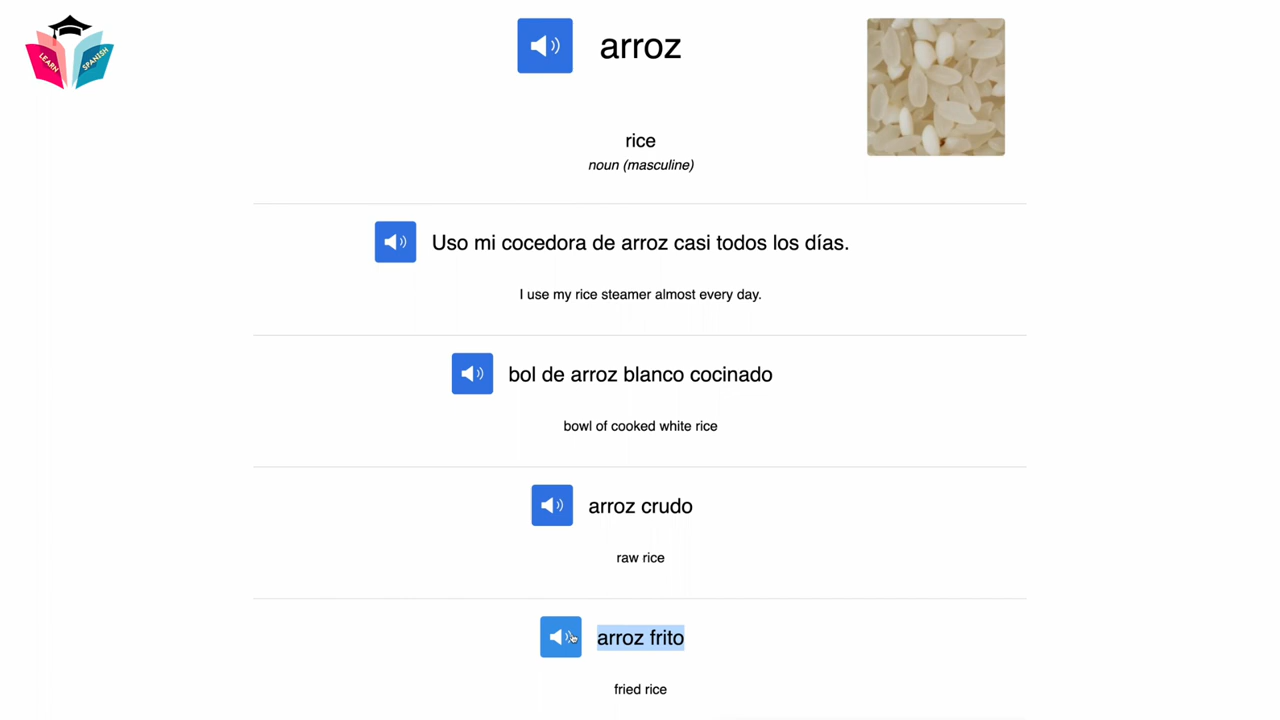 LEARN SPANISH
arroz
rice
noun (masculine)
Uso mi cocedora de arroz casi todos los días.
I use my rice steamer almost every day.
bol de arroz blanco cocinado
bowl of cooked white rice
arroz crudo
raw rice
arroz frito
fried rice